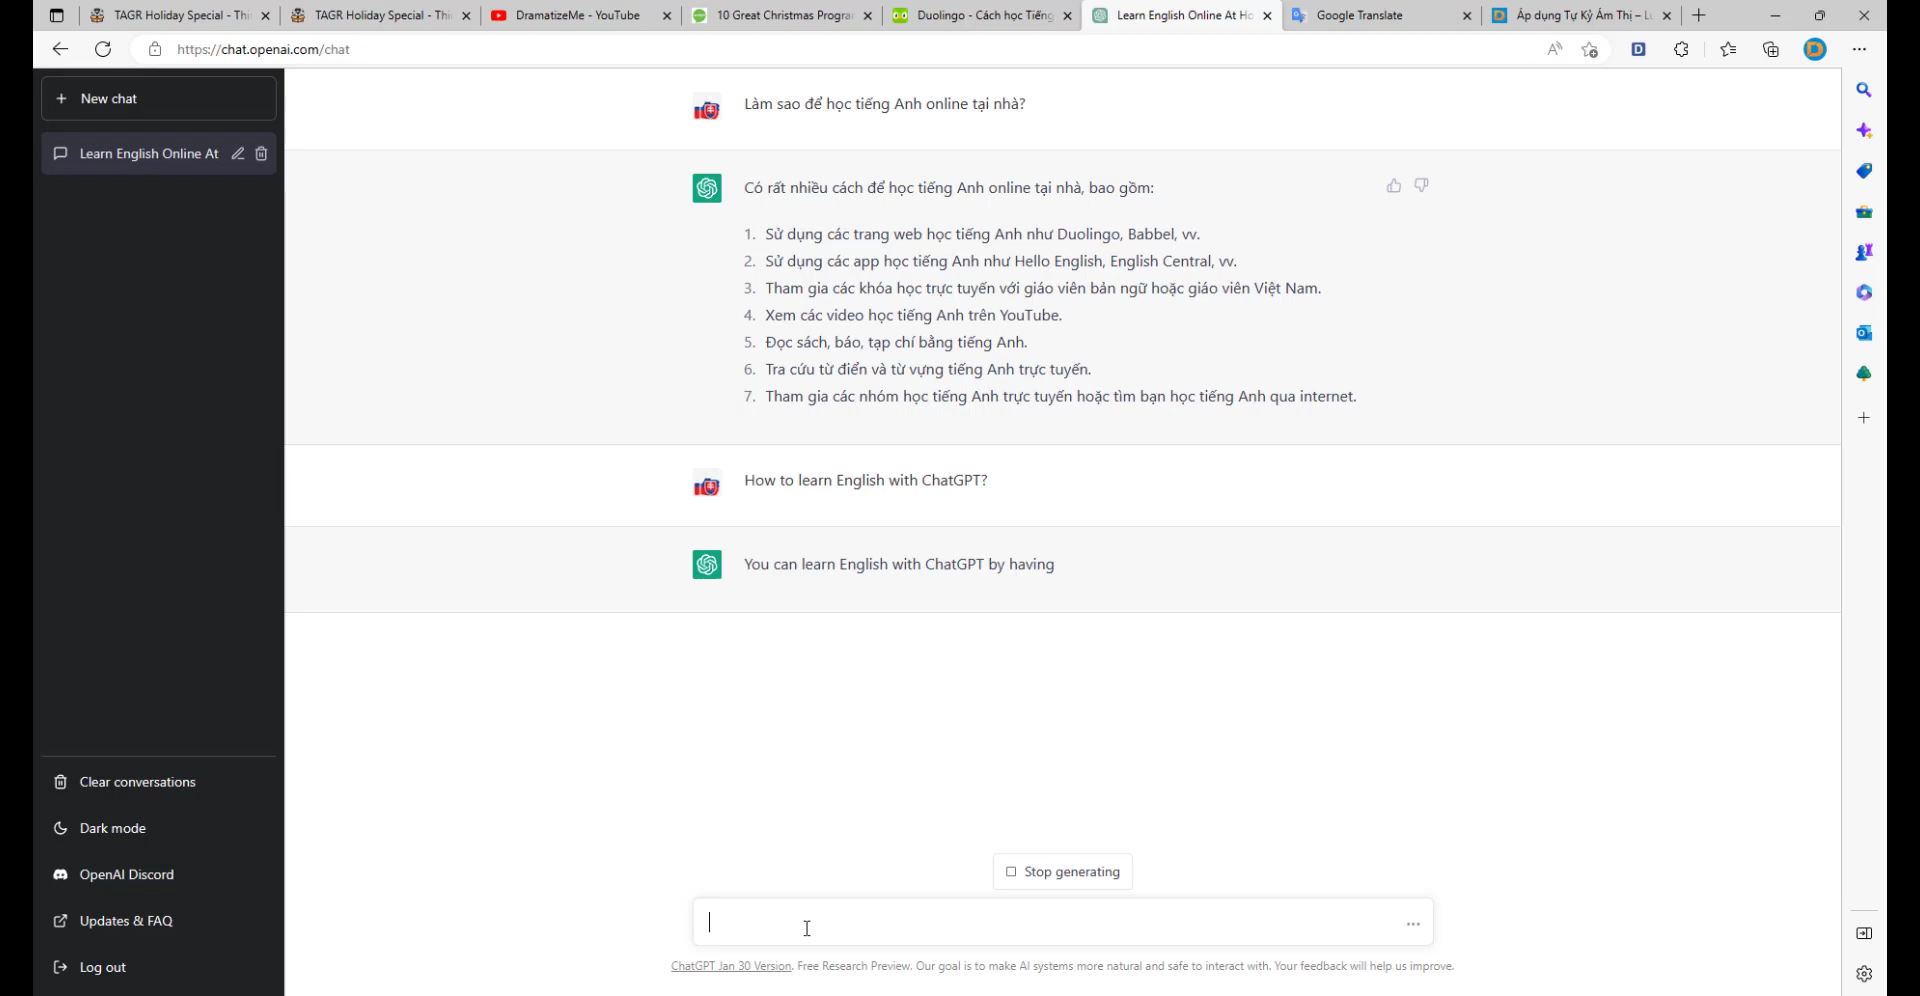 TAGR Holiday Special - Thi
TAGR Holiday Special - Thi
DramatizeMe - YouTube
10 Great Christmas Progra
Duolingo - Cách học Tiếng
Learn English Online At Ho
Google Translate
Áp dụng Tự Kỷ Ám Thị – Lu
https://chat.openai.com/chat
New chat
Learn English Online At
Làm sao để học tiếng Anh online tại nhà?
Có rất nhiều cách để học tiếng Anh online tại nhà, bao gồm:
1. Sử dụng các trang web học tiếng Anh như Duolingo, Babbel, vv.
2. Sử dụng các app học tiếng Anh như Hello English, English Central, vv.
3. Tham gia các khóa học trực tuyến với giáo viên bản ngữ hoặc giáo viên Việt Nam.
4. Xem các video học tiếng Anh trên YouTube.
5. Đọc sách, báo, tạp chí bằng tiếng Anh.
6. Tra cứu từ điển và từ vựng tiếng Anh trực tuyến.
7. Tham gia các nhóm học tiếng Anh trực tuyến hoặc tìm bạn học tiếng Anh qua internet.
How to learn English with ChatGPT?
You can learn English with ChatGPT by having
Clear conversations
Dark mode
OpenAI Discord
Updates & FAQ
Log out
Stop generating
ChatGPT Jan 30 Version. Free Research Preview. Our goal is to make AI systems more natural and safe to interact with. Your feedback will help us improve.